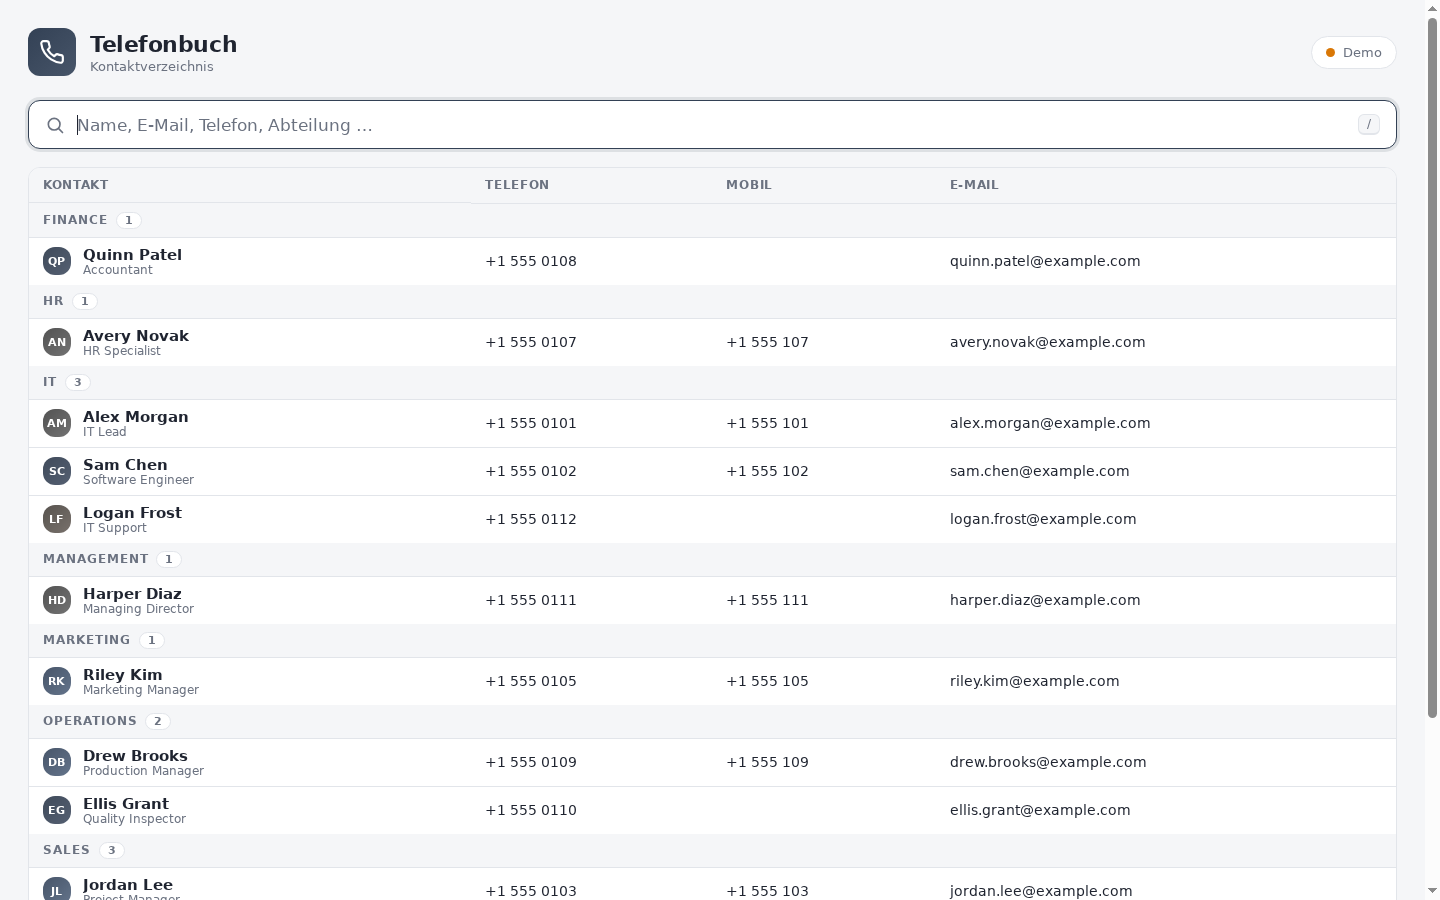 Telefonbuch
Kontaktverzeichnis
Demo
Name, E-Mail, Telefon, Abteilung ...
/
KONTAKT TELEFON MOBIL E-MAIL
FINANCE 1
QP Quinn Patel +1 555 0108 quinn.patel@example.com
Accountant
HR 1
AN Avery Novak +1 555 0107 +1 555 107 avery.novak@example.com
HR Specialist
IT 3
AM Alex Morgan +1 555 0101 +1 555 101 alex.morgan@example.com
IT Lead
SC Sam Chen +1 555 0102 +1 555 102 sam.chen@example.com
Software Engineer
LF Logan Frost +1 555 0112 logan.frost@example.com
IT Support
MANAGEMENT 1
HD Harper Diaz +1 555 0111 +1 555 111 harper.diaz@example.com
Managing Director
MARKETING 1
RK Riley Kim +1 555 0105 +1 555 105 riley.kim@example.com
Marketing Manager
OPERATIONS 2
DB Drew Brooks +1 555 0109 +1 555 109 drew.brooks@example.com
Production Manager
EG Ellis Grant +1 555 0110 ellis.grant@example.com
Quality Inspector
SALES 3
JL Jordan Lee +1 555 0103 +1 555 103 jordan.lee@example.com
Project Manager